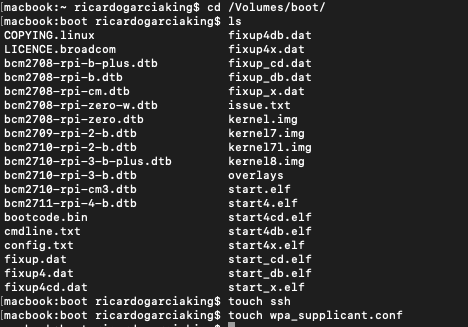 [macbook:~ ricardogarciaking$ cd /Volumes/boot/
[macbook:boot ricardogarciaking$ ls
COPYING.linux fixup4db.dat
LICENCE.broadcom fixup4x.dat
bcm2708-rpi-b-plus.dtb fixup_cd.dat
bcm2708-rpi-b.dtb fixup_db.dat
bcm2708-rpi-cm.dtb fixup_x.dat
bcm2708-rpi-zero-w.dtb issue.txt
bcm2708-rpi-zero.dtb kernel.img
bcm2709-rpi-2-b.dtb kernel7.img
bcm2710-rpi-2-b.dtb kernel7l.img
bcm2710-rpi-3-b-plus.dtb kernel8.img
bcm2710-rpi-3-b.dtb overlays
bcm2710-rpi-cm3.dtb start.elf
bcm2711-rpi-4-b.dtb start4.elf
bootcode.bin start4cd.elf
cmdline.txt start4db.elf
config.txt start4x.elf
fixup.dat start_cd.elf
fixup4.dat start_db.elf
fixup4cd.dat start_x.elf
[macbook:boot ricardogarciaking$ touch ssh
[macbook:boot ricardogarciaking$ touch wpa_supplicant.conf